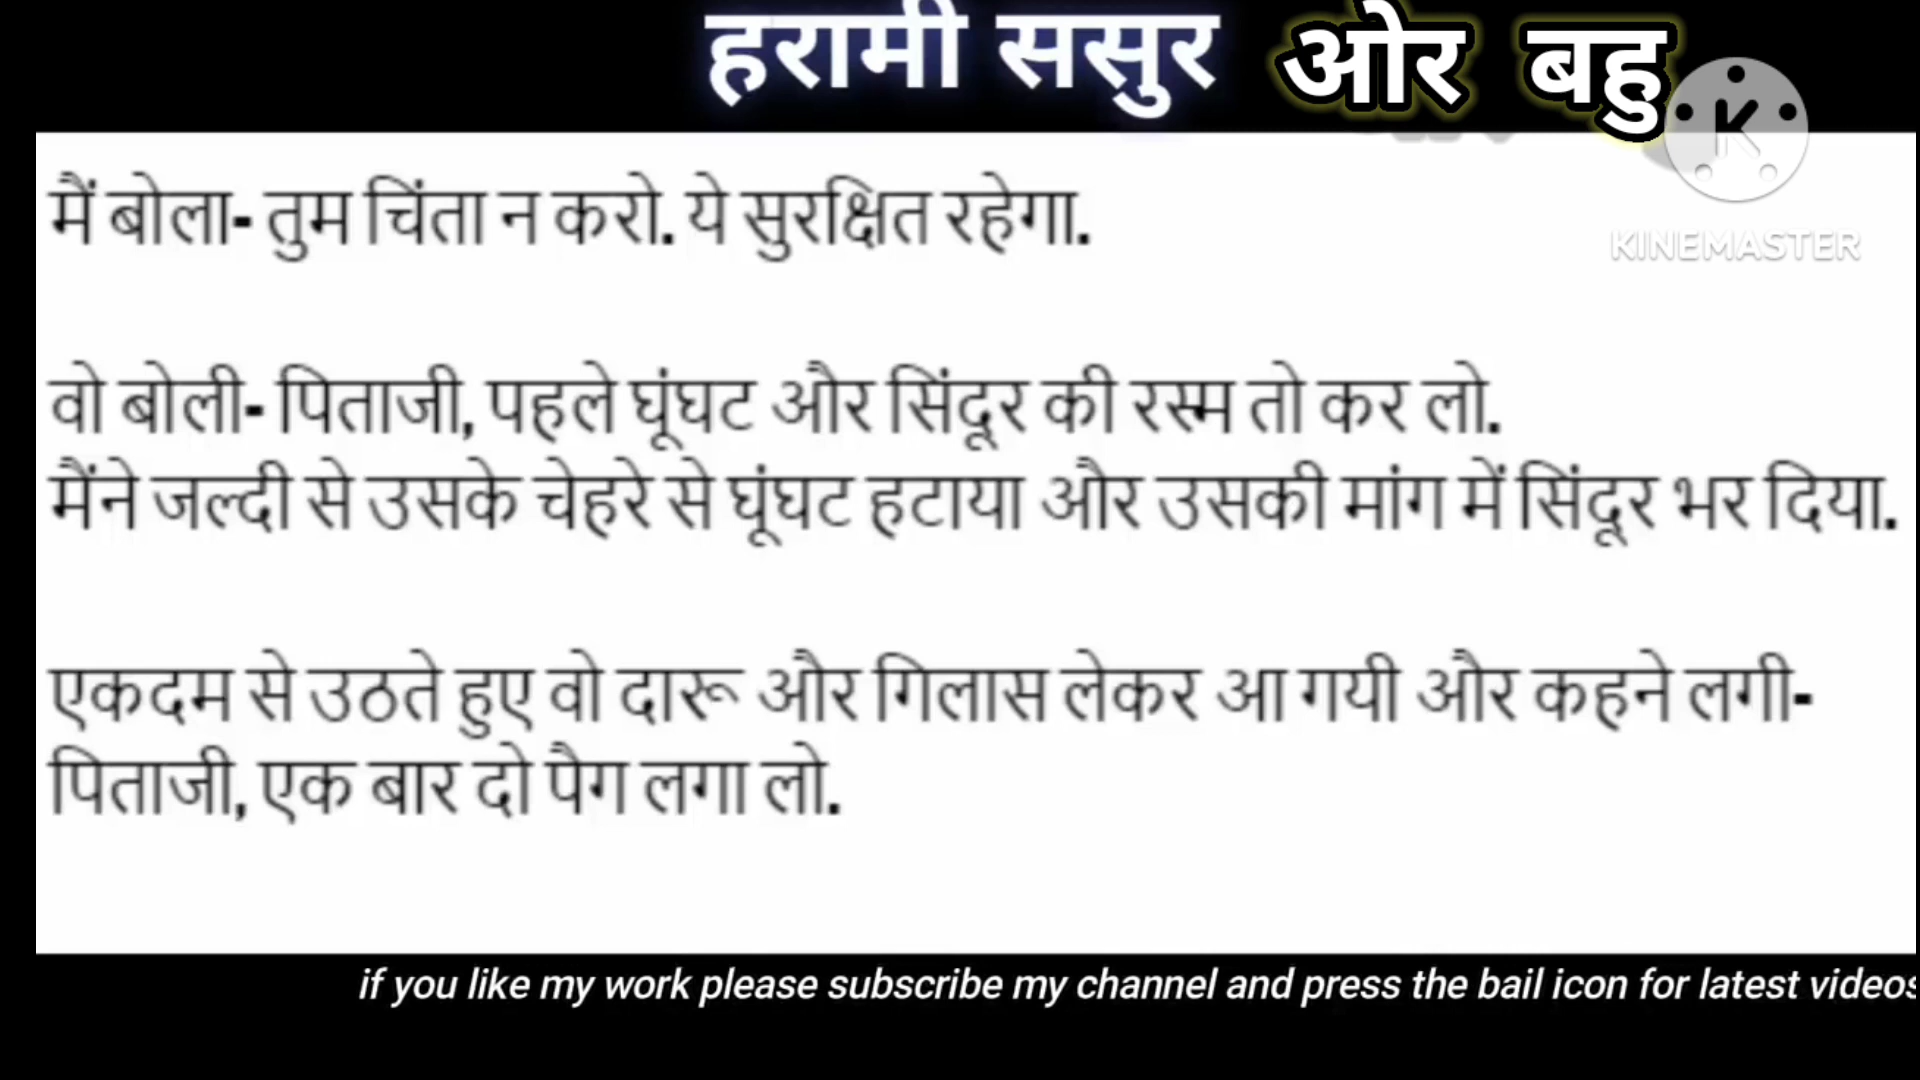 हरामी ससुर ओर बहु
KINEMASTER
मैं बोला- तुम चिंता न करो. ये सुरक्षित रहेगा.
वो बोली- पिताजी, पहले घूंघट और सिंदूर की रस्म तो कर लो.
मैंने जल्दी से उसके चेहरे से घूंघट हटाया और उसकी मांग में सिंदूर भर दिया.
एकदम से उठते हुए वो दारू और गिलास लेकर आ गयी और कहने लगी-
पिताजी, एक बार दो पैग लगा लो.
if you like my work please subscribe my channel and press the bail icon for latest videos